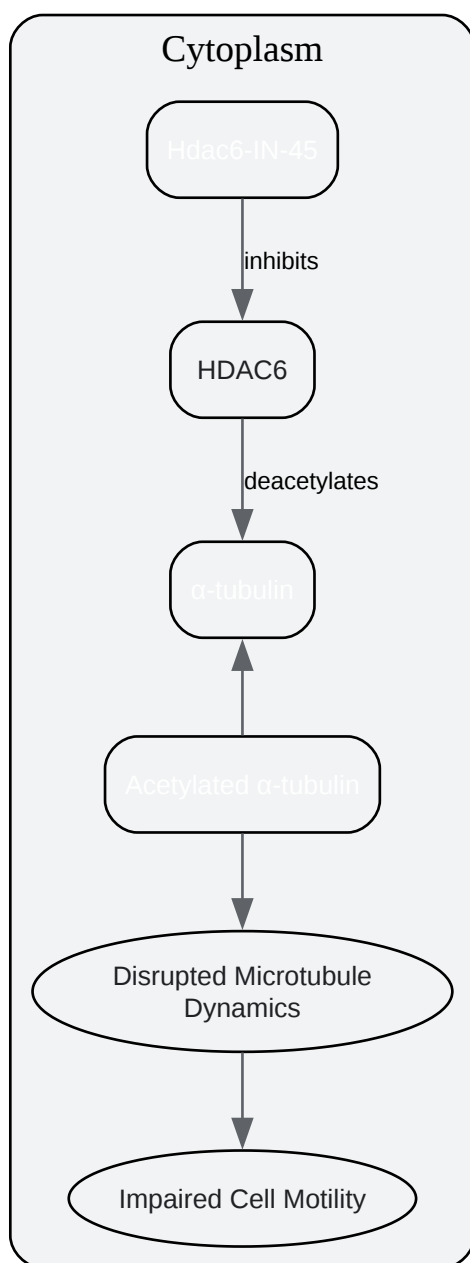 Cytoplasm
Hdac6-IN-45
inhibits
HDAC6
deacetylates
α-tubulin
Acetylated α-tubulin
Disrupted Microtubule
Dynamics
Impaired Cell Motility